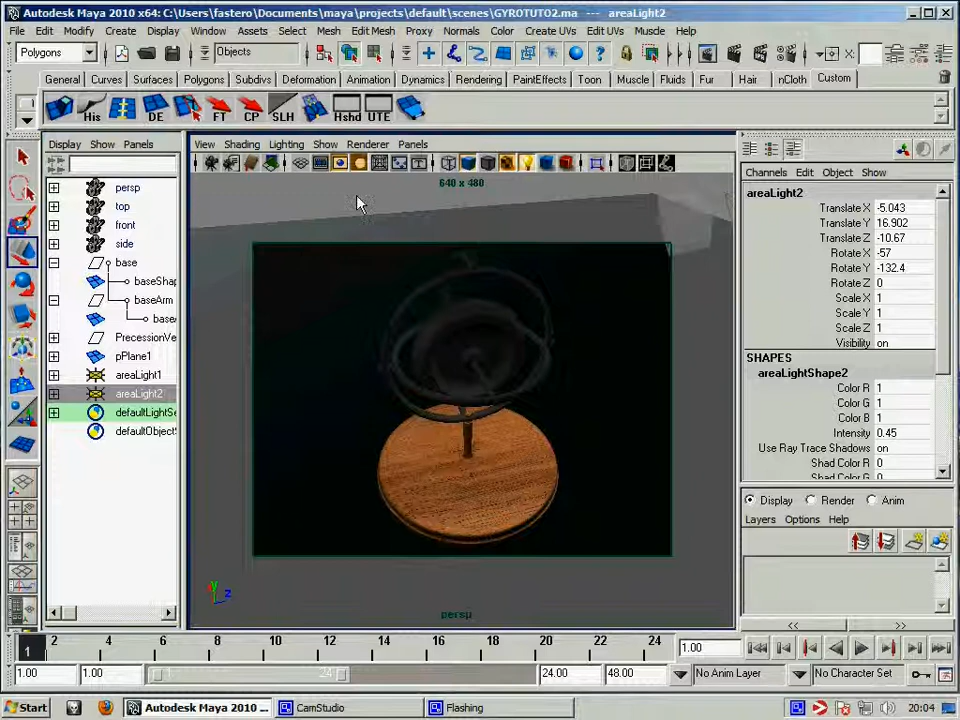 Autodesk Maya 2010 x64: C:\Users\fastero\Documents\maya\projects\default\scenes\GYROTUTO2.ma --- areaLight2
File Edit Modify Create Display Window Assets Select Mesh Edit Mesh Proxy Normals Color Create UVs Edit UVs Muscle Help
Polygons Objects
General Curves Surfaces Polygons Subdivs Deformation Animation Dynamics Rendering PaintEffects Toon Muscle Fluids Fur Hair nCloth Custom
His DE FT CP SLH Hshd UTE
Display Show Panels
View Shading Lighting Show Renderer Panels
Channels Edit Object Show
640 x 480
persp
top
front
side
base
baseShap
baseArm
base
PrecessionVe
pPlane1
areaLight1
areaLight2
defaultLightSe
defaultObjectS
persp
areaLight2
Translate X -5.043
Translate Y 16.902
Translate Z -10.67
Rotate X -57
Rotate Y -132.4
Rotate Z 0
Scale X 1
Scale Y 1
Scale Z 1
Visibility on
SHAPES
areaLightShape2
Color R 1
Color G 1
Color B 1
Intensity 0.45
Use Ray Trace Shadows on
Shad Color R 0
Shad Color G 0
Display Render Anim
Layers Options Help
1 2 4 6 8 10 12 14 16 18 20 22 24 1.00
1.00 1.00 24 24.00 48.00 No Anim Layer No Character Set
Start Autodesk Maya 2010 ... CamStudio Flashing 20:04